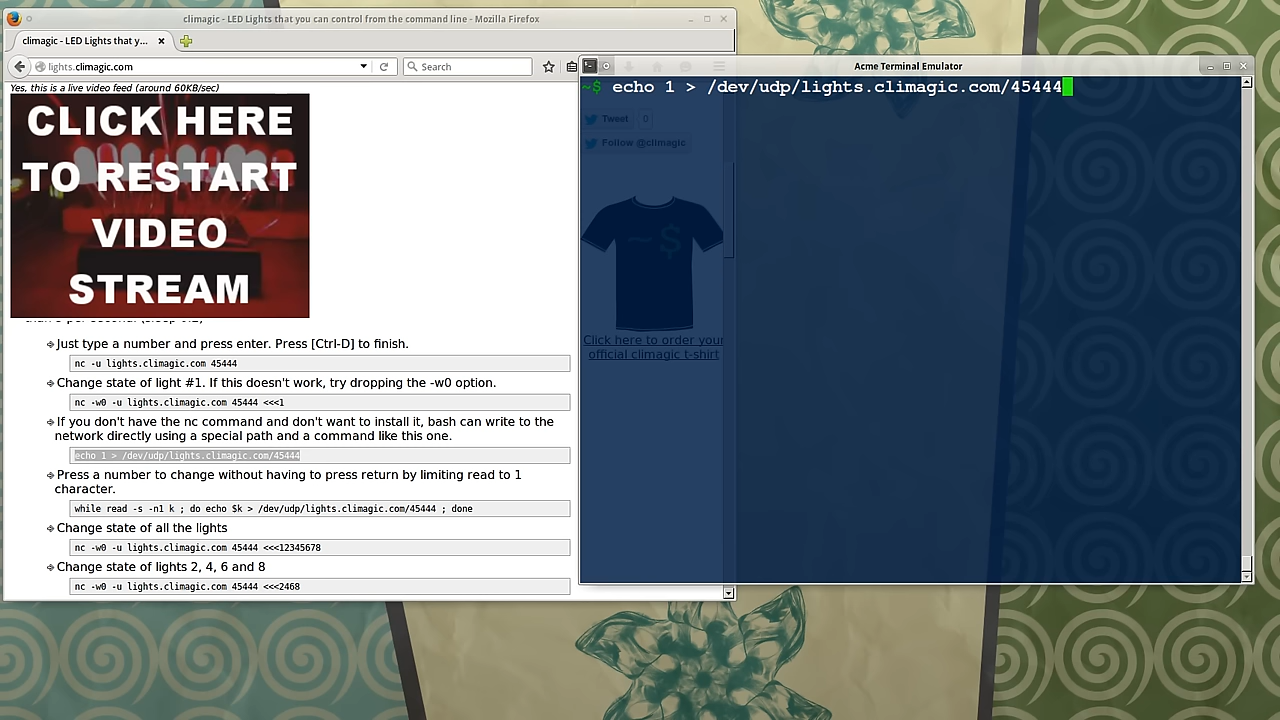 climagic - LED Lights that you can control from the command line - Mozilla Firefox
climagic - LED Lights that y...
lights.climagic.com
Search
Yes, this is a live video feed (around 60KB/sec)
CLICK HERE
TO RESTART
VIDEO
STREAM
Just type a number and press enter. Press [Ctrl-D] to finish.
nc -u lights.climagic.com 45444
Change state of light #1. If this doesn't work, try dropping the -w0 option.
nc -w0 -u lights.climagic.com 45444 <<<1
If you don't have the nc command and don't want to install it, bash can write to the
network directly using a special path and a command like this one.
echo 1 > /dev/udp/lights.climagic.com/45444
Press a number to change without having to press return by limiting read to 1
character.
while read -s -n1 k ; do echo $k > /dev/udp/lights.climagic.com/45444 ; done
Change state of all the lights
nc -w0 -u lights.climagic.com 45444 <<<12345678
Change state of lights 2, 4, 6 and 8
nc -w0 -u lights.climagic.com 45444 <<<2468
Acme Terminal Emulator
~$ echo 1 > /dev/udp/lights.climagic.com/45444
Tweet 0
Follow @climagic
~$
Click here to order your
official climagic t-shirt